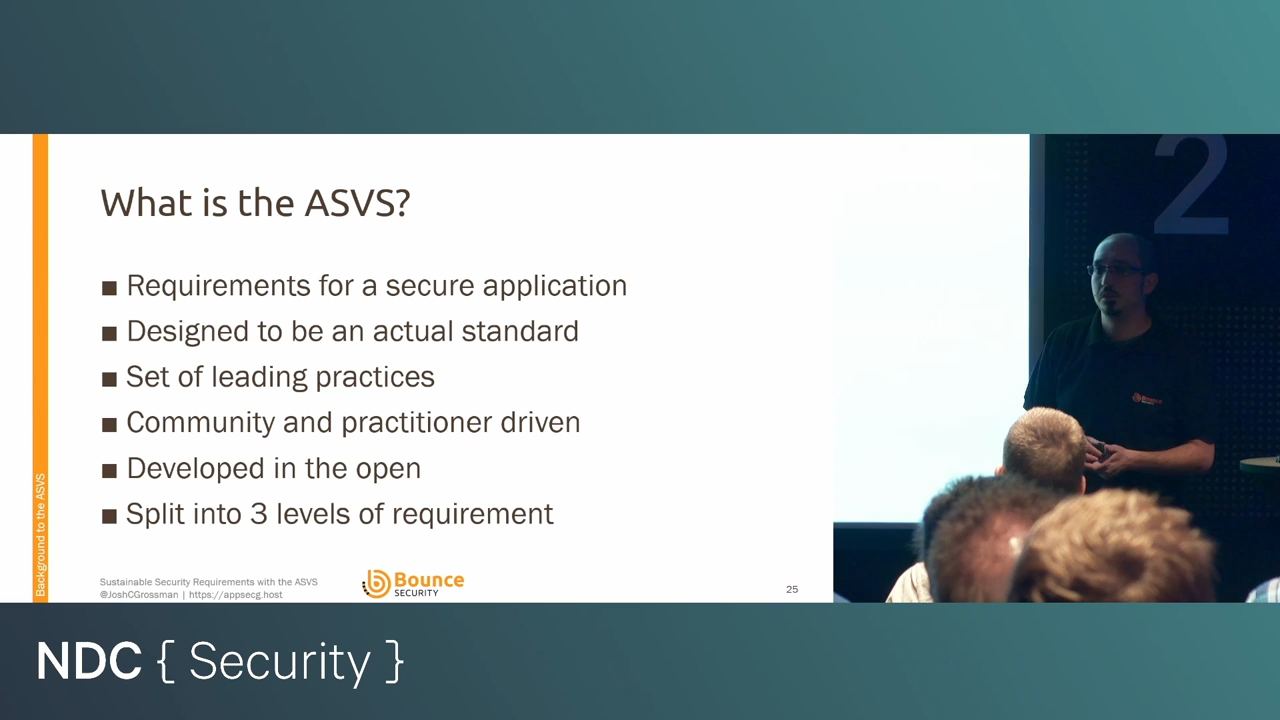 What is the ASVS?
■ Requirements for a secure application
■ Designed to be an actual standard
■ Set of leading practices
■ Community and practitioner driven
■ Developed in the open
■ Split into 3 levels of requirement
Background to the ASVS
Sustainable Security Requirements with the ASVS
@JoshCGrossman | https://appsecg.host
Bounce
SECURITY
25
2
Bounce
NDC { Security }